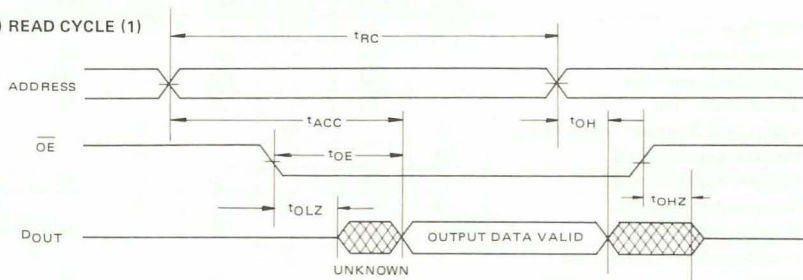 ) READ CYCLE (1)
tRC
ADDRESS
tACC
tOH
OE
tOE
tOHZ
tOLZ
DOUT
OUTPUT DATA VALID
UNKNOWN